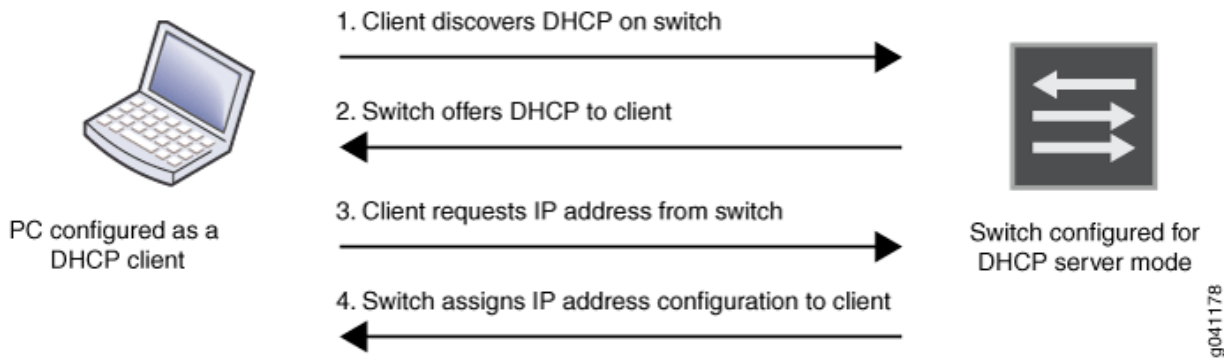 1. Client discovers DHCP on switch
2. Switch offers DHCP to client
3. Client requests IP address from switch
4. Switch assigns IP address configuration to client
PC configured as a
DHCP client
Switch configured for
DHCP server mode
g041178